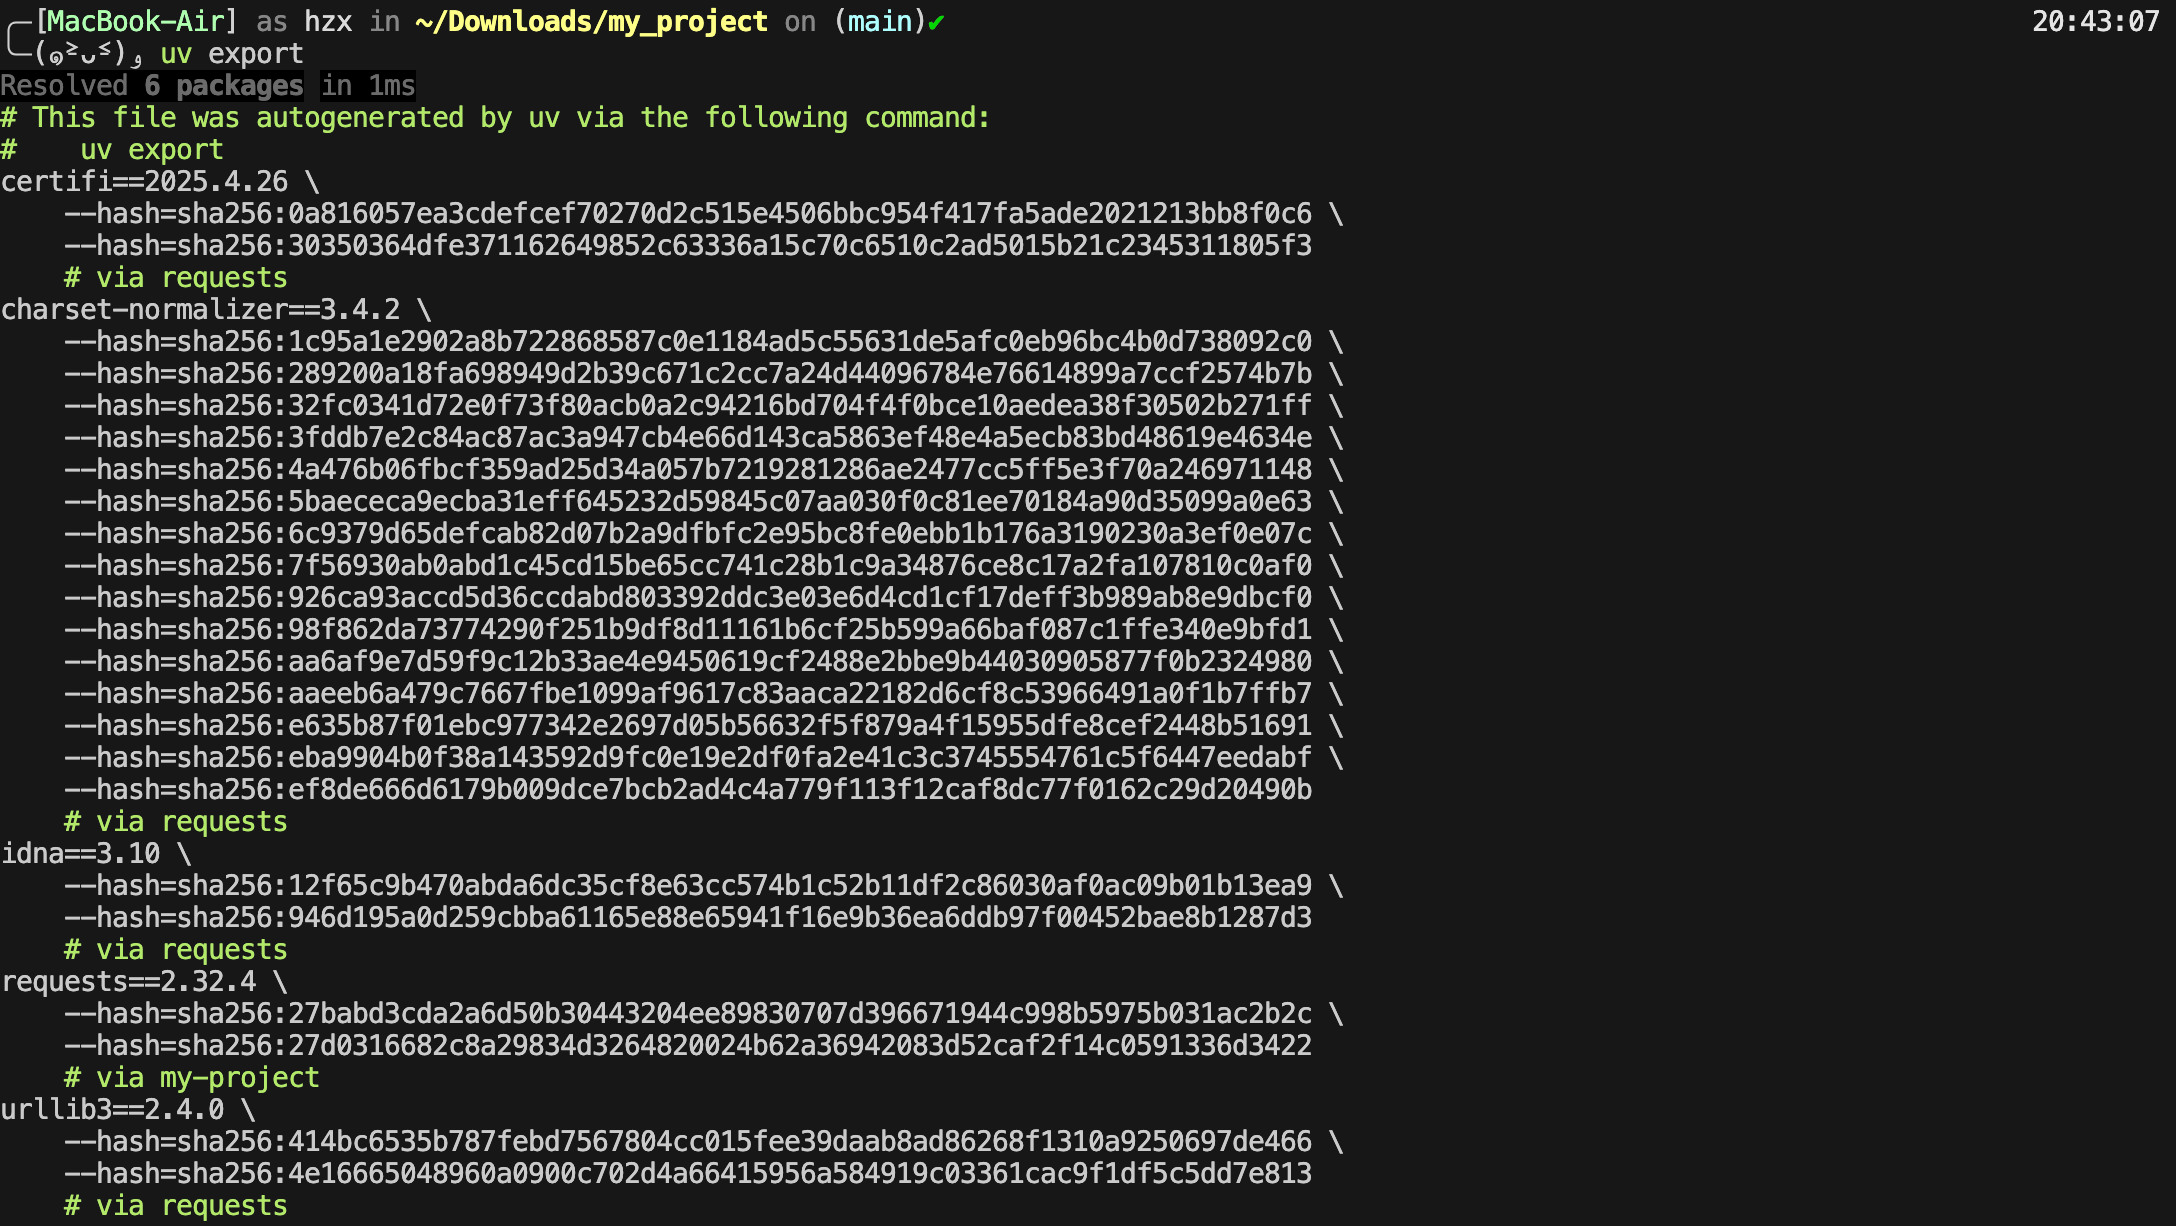 ╭─[MacBook-Air] as hzx in ~/Downloads/my_project on (main)✔ 20:43:07
╰─(๑˃̵ᴗ˂̵)و uv export
Resolved 6 packages in 1ms
# This file was autogenerated by uv via the following command:
#    uv export
certifi==2025.4.26 \
    --hash=sha256:0a816057ea3cdefcef70270d2c515e4506bbc954f417fa5ade2021213bb8f0c6 \
    --hash=sha256:30350364dfe371162649852c63336a15c70c6510c2ad5015b21c2345311805f3
    # via requests
charset-normalizer==3.4.2 \
    --hash=sha256:1c95a1e2902a8b722868587c0e1184ad5c55631de5afc0eb96bc4b0d738092c0 \
    --hash=sha256:289200a18fa698949d2b39c671c2cc7a24d44096784e76614899a7ccf2574b7b \
    --hash=sha256:32fc0341d72e0f73f80acb0a2c94216bd704f4f0bce10aedea38f30502b271ff \
    --hash=sha256:3fddb7e2c84ac87ac3a947cb4e66d143ca5863ef48e4a5ecb83bd48619e4634e \
    --hash=sha256:4a476b06fbcf359ad25d34a057b7219281286ae2477cc5ff5e3f70a246971148 \
    --hash=sha256:5baececa9ecba31eff645232d59845c07aa030f0c81ee70184a90d35099a0e63 \
    --hash=sha256:6c9379d65defcab82d07b2a9dfbfc2e95bc8fe0ebb1b176a3190230a3ef0e07c \
    --hash=sha256:7f56930ab0abd1c45cd15be65cc741c28b1c9a34876ce8c17a2fa107810c0af0 \
    --hash=sha256:926ca93accd5d36ccdabd803392ddc3e03e6d4cd1cf17deff3b989ab8e9dbcf0 \
    --hash=sha256:98f862da73774290f251b9df8d11161b6cf25b599a66baf087c1ffe340e9bfd1 \
    --hash=sha256:aa6af9e7d59f9c12b33ae4e9450619cf2488e2bbe9b44030905877f0b2324980 \
    --hash=sha256:aaeeb6a479c7667fbe1099af9617c83aaca22182d6cf8c53966491a0f1b7ffb7 \
    --hash=sha256:e635b87f01ebc977342e2697d05b56632f5f879a4f15955dfe8cef2448b51691 \
    --hash=sha256:eba9904b0f38a143592d9fc0e19e2df0fa2e41c3c3745554761c5f6447eedabf \
    --hash=sha256:ef8de666d6179b009dce7bcb2ad4c4a779f113f12caf8dc77f0162c29d20490b
    # via requests
idna==3.10 \
    --hash=sha256:12f65c9b470abda6dc35cf8e63cc574b1c52b11df2c86030af0ac09b01b13ea9 \
    --hash=sha256:946d195a0d259cbba61165e88e65941f16e9b36ea6ddb97f00452bae8b1287d3
    # via requests
requests==2.32.4 \
    --hash=sha256:27babd3cda2a6d50b30443204ee89830707d396671944c998b5975b031ac2b2c \
    --hash=sha256:27d0316682c8a29834d3264820024b62a36942083d52caf2f14c0591336d3422
    # via my-project
urllib3==2.4.0 \
    --hash=sha256:414bc6535b787febd7567804cc015fee39daab8ad86268f1310a9250697de466 \
    --hash=sha256:4e16665048960a0900c702d4a66415956a584919c03361cac9f1df5c5dd7e813
    # via requests